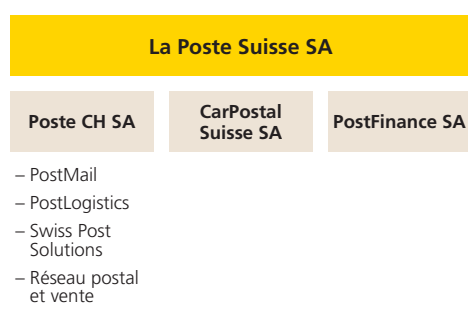 La Poste Suisse SA
Poste CH SA
CarPostal
Suisse SA
PostFinance SA
– PostMail
– PostLogistics
– Swiss Post
Solutions
– Réseau postal
et vente